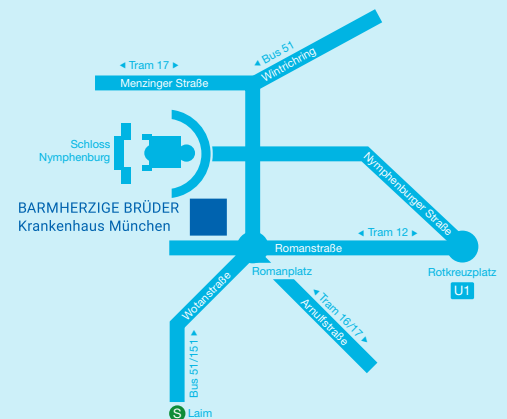 Bus 51
Wintrichring
Tram 17
Menzinger Straße
Schloss
Nymphenburg
Nymphenburger Straße
BARMHERZIGE BRÜDER
Krankenhaus München
Tram 12
Romanstraße
Romanplatz
Rotkreuzplatz
U1
Wotanstraße
Tram 16/17
Arnulfstraße
Bus 51/151
S Laim